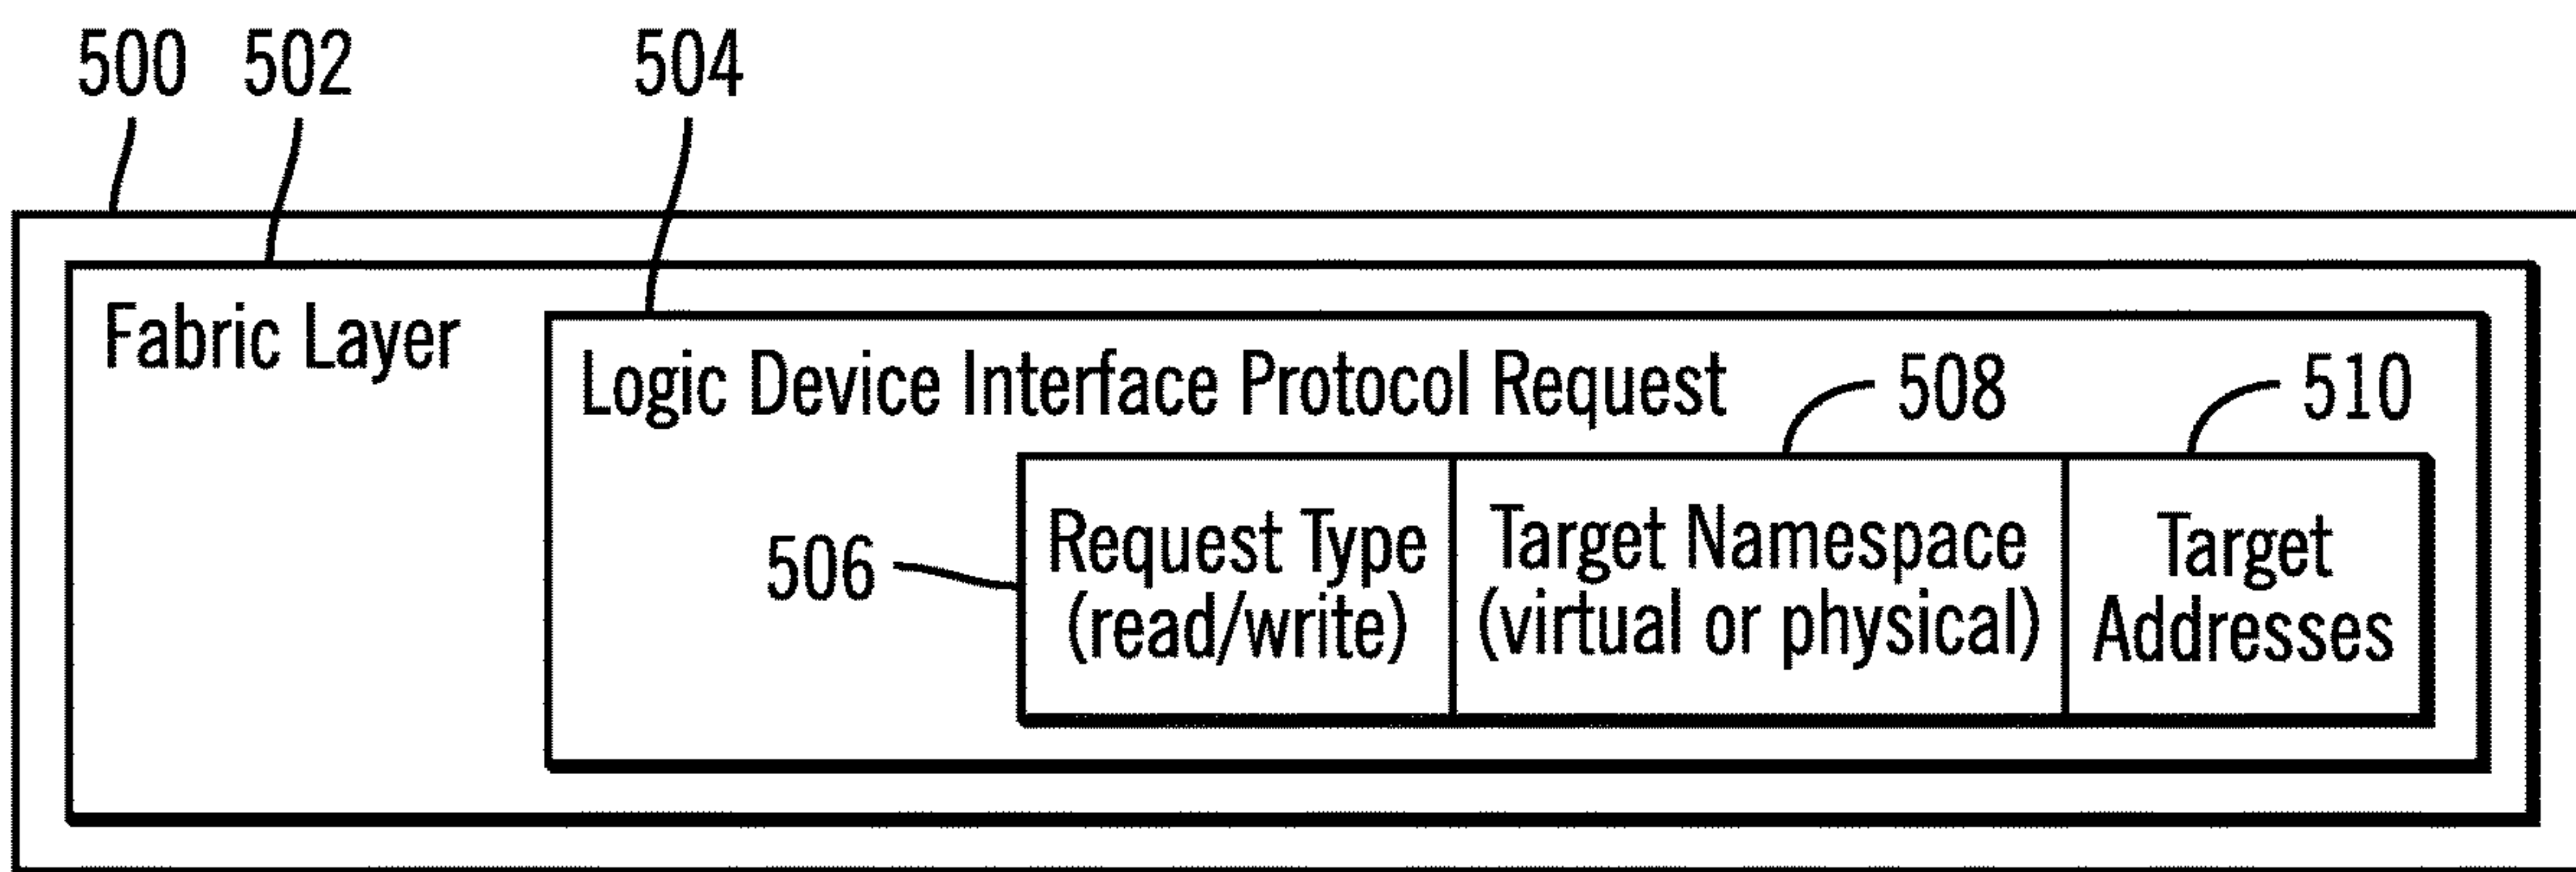 500 502 504
Fabric Layer
Logic Device Interface Protocol Request
508
510
506
Request Type
(read/write)
Target Namespace
(virtual or physical)
Target
Addresses